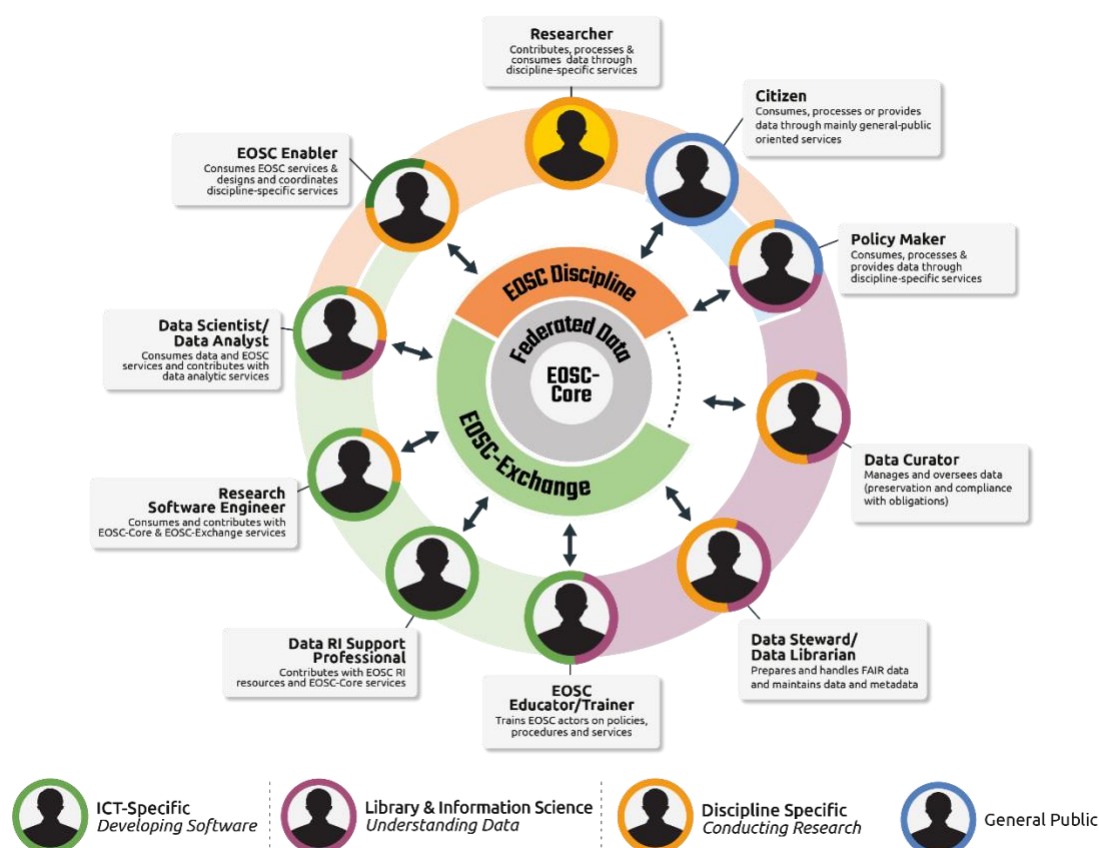 Researcher
Contributes, processes &
consumes data through
discipline-specific services
Citizen
Consumes, processes or provides
data through mainly general-public
oriented services
EOSC Enabler
Consumes EOSC services &
designs and coordinates
discipline-specific services
Policy Maker
Consumes, processes &
provides data through
discipline-specific services
EOSC Discipline
Federated Data
EOSC-
Core
EOSC-Exchange
Data Scientist/
Data Analyst
Consumes data and EOSC
services and contributes with
data analytic services
Data Curator
Manages and oversees data
(preservation and compliance
with obligations)
Research
Software Engineer
Consumes and contributes with
EOSC-Core & EOSC-Exchange services
Data RI Support
Professional
Contributes with EOSC RI
resources and EOSC-Core services
EOSC
Educator/Trainer
Trains EOSC actors on policies,
procedures and services
Data Steward/
Data Librarian
Prepares and handles FAIR data
and maintains data and metadata
ICT-Specific
Developing Software
Library & Information Science
Understanding Data
Discipline Specific
Conducting Research
General Public